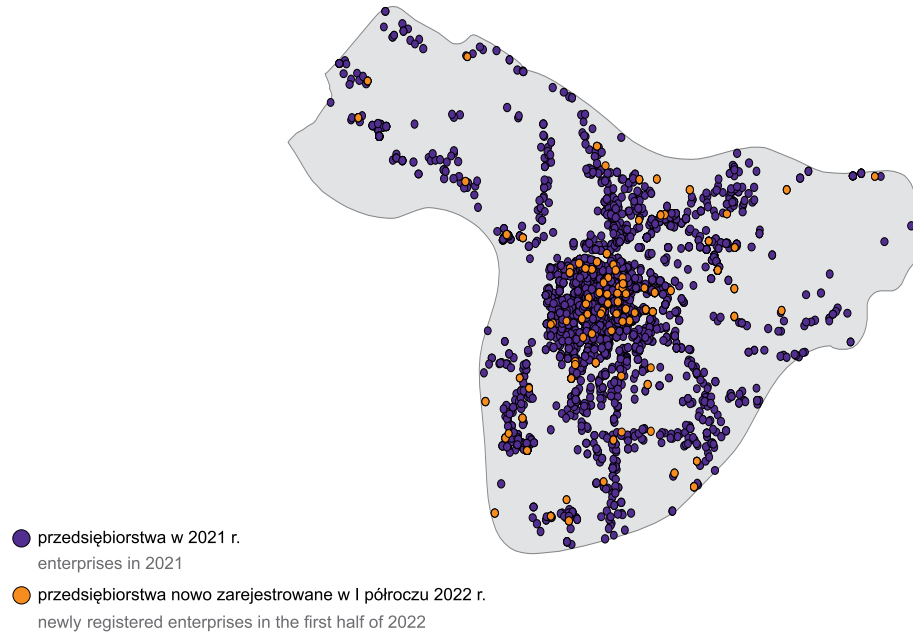 przedsiębiorstwa w 2021 r.
enterprises in 2021
przedsiębiorstwa nowo zarejestrowane w I półroczu 2022 r.
newly registered enterprises in the first half of 2022